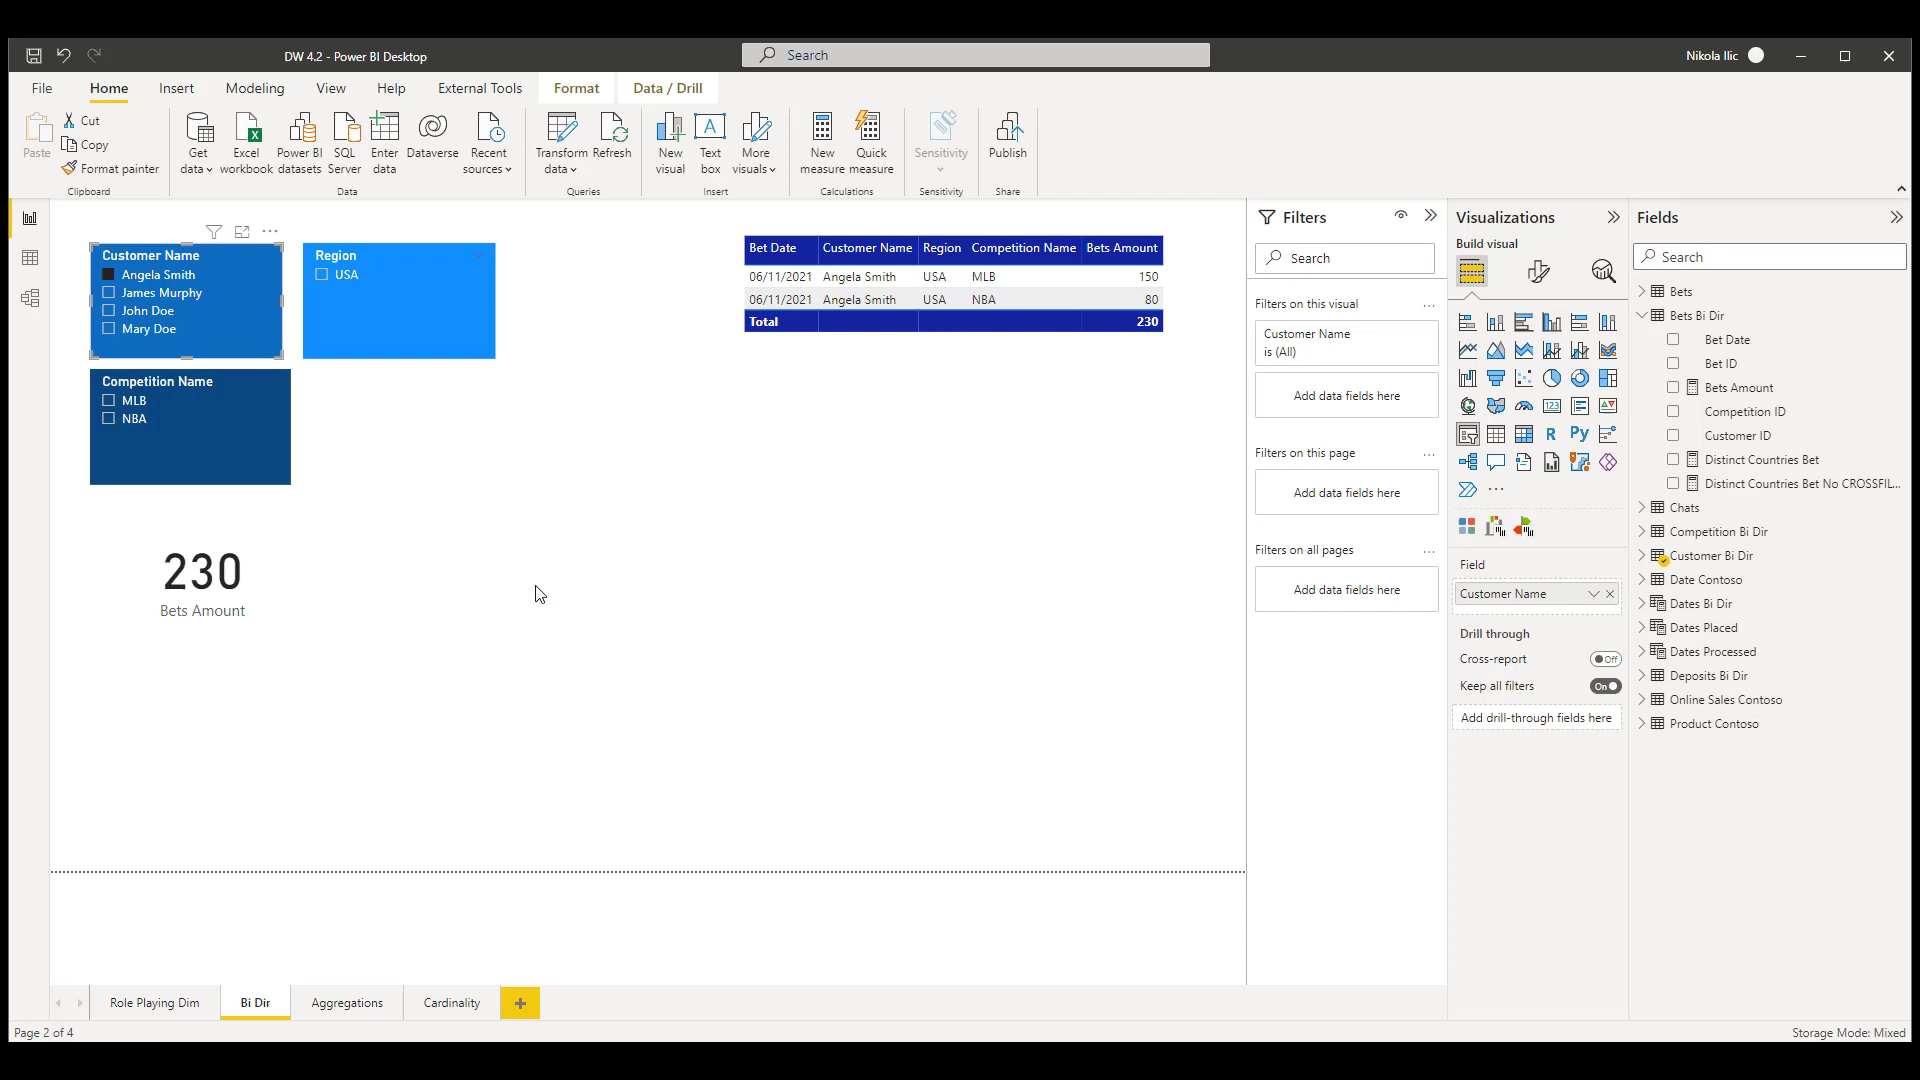 DW 4.2 - Power BI Desktop
Search
Nikola Ilic
File
Home
Insert
Modeling
View
Help
External Tools
Format
Data / Drill
Paste
Cut
Copy
Format painter
Clipboard
Get data
Excel workbook
Power BI datasets
SQL Server
Enter data
Dataverse
Recent sources
Data
Transform data
Refresh
Queries
New visual
A
Text box
More visuals
Insert
New measure
Quick measure
Calculations
Sensitivity
Sensitivity
Publish
Share
Customer Name
Angela Smith
James Murphy
John Doe
Mary Doe
Region
USA
Competition Name
MLB
NBA
230
Bets Amount
Bet Date Customer Name Region Competition Name Bets Amount
06/11/2021 Angela Smith USA MLB 150
06/11/2021 Angela Smith USA NBA 80
Total 230
Filters
Search
Filters on this visual
Customer Name
is (All)
Add data fields here
Filters on this page
Add data fields here
Filters on all pages
Add data fields here
Visualizations
Build visual
123
R
Py
Field
Customer Name
Drill through
Cross-report Off
Keep all filters On
Add drill-through fields here
Fields
Search
Bets
Bets Bi Dir
Bet Date
Bet ID
Bets Amount
Competition ID
Customer ID
Distinct Countries Bet
Distinct Countries Bet No CROSSFIL...
Chats
Competition Bi Dir
Customer Bi Dir
Date Contoso
Dates Bi Dir
Dates Placed
Dates Processed
Deposits Bi Dir
Online Sales Contoso
Product Contoso
Role Playing Dim
Bi Dir
Aggregations
Cardinality
Page 2 of 4
Storage Mode: Mixed